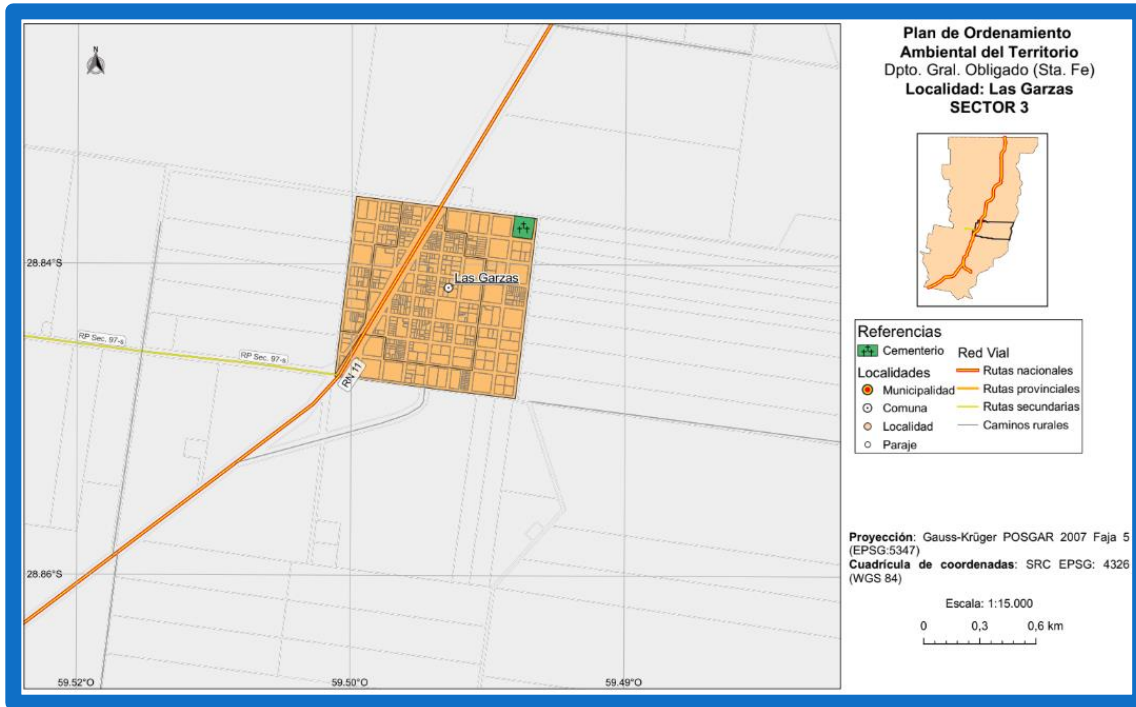 N
28.84°S
28.86°S
59.52°O
59.50°O
59.49°O
Las Garzas
RP Sec. 97-s
RP Sec. 97-s
RN 11
Plan de Ordenamiento
Ambiental del Territorio
Dpto. Gral. Obligado (Sta. Fe)
Localidad: Las Garzas
SECTOR 3
Referencias
Cementerio
Localidades
Municipalidad
Comuna
Localidad
Paraje
Red Vial
Rutas nacionales
Rutas provinciales
Rutas secundarias
Caminos rurales
Proyección: Gauss-Krüger POSGAR 2007 Faja 5
(EPSG:5347)
Cuadrícula de coordenadas: SRC EPSG: 4326
(WGS 84)
Escala: 1:15.000
0 0,3 0,6 km